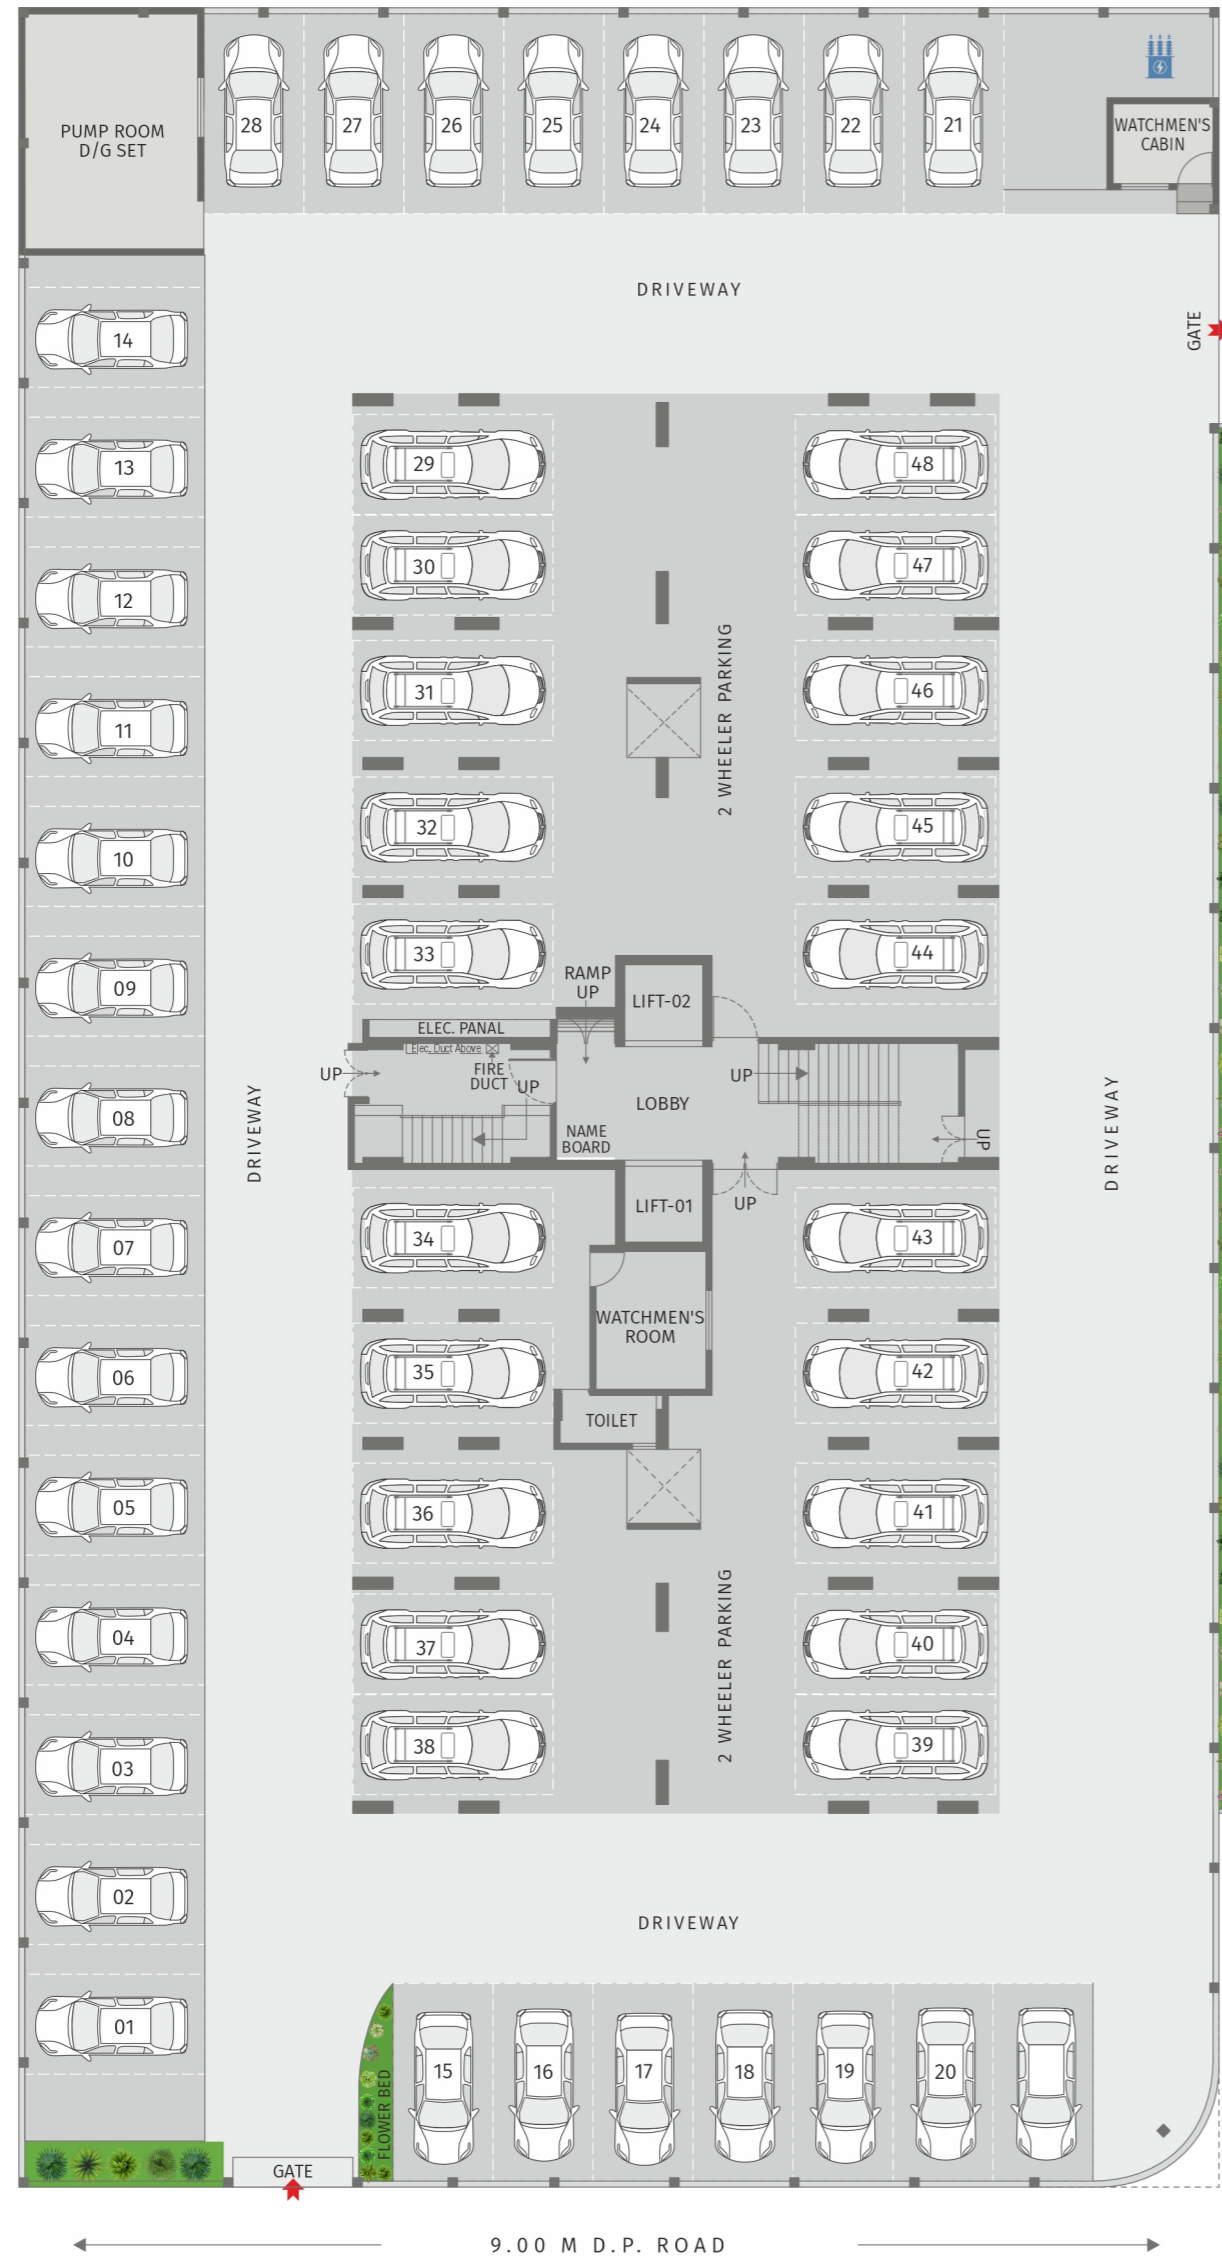 PUMP ROOM
D/G SET
28
27
26
25
24
23
22
21
WATCHMEN'S
CABIN
DRIVEWAY
GATE
14
13
12
11
10
09
08
07
06
05
04
03
02
01
DRIVEWAY
29
30
31
32
33
48
47
46
45
44
2 WHEELER PARKING
RAMP
UP
LIFT-02
ELEC. PANAL
Elec. Duct Above
FIRE
DUCT
UP
UP
UP
LOBBY
NAME
BOARD
UP
UP
LIFT-01
DRIVEWAY
34
35
36
37
38
43
42
41
40
39
WATCHMEN'S
ROOM
TOILET
2 WHEELER PARKING
DRIVEWAY
FLOWER BED
15
16
17
18
19
20
GATE
9.00 M D.P. ROAD